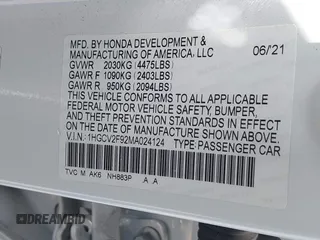 MFD. BY HONDA DEVELOPMENT &
MANUFACTURING OF AMERICA, LLC 06/21
GVWR 2030KG (4475LBS)
GAWR F 1090KG (2403LBS)
GAWR R 950KG (2094LBS)
THIS VEHICLE CONFORMS TO ALL APPLICABLE
FEDERAL MOTOR VEHICLE SAFETY, BUMPER,
AND THEFT PREVENTION STANDARDS IN EFFECT
ON THE DATE OF MANUFACTURE SHOWN ABOVE.
V.I.N.: 1HGCV2F92MA024124 TYPE: PASSENGER CAR
TVC M AK6 NH883P A A
DREAMBID